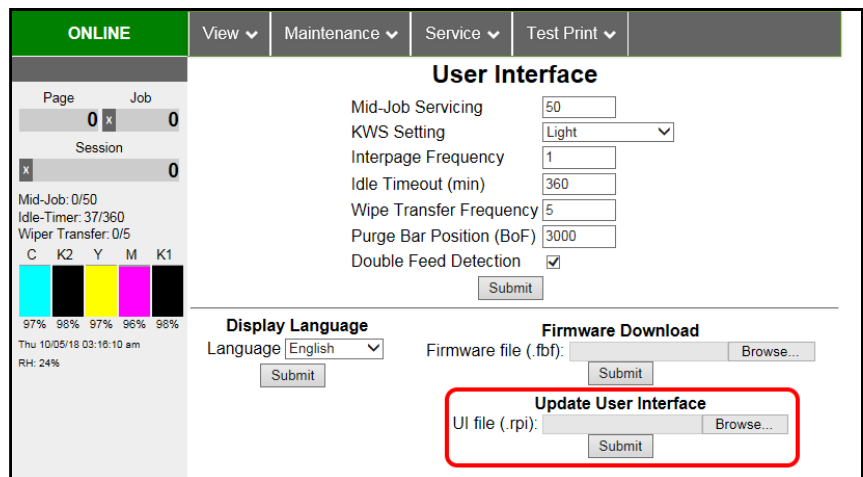 ONLINE
View
Maintenance
Service
Test Print
Page Job
0 x 0
Session
x 0
Mid-Job: 0/50
Idle-Timer: 37/360
Wiper Transfer: 0/5
C K2 Y M K1
97% 98% 97% 96% 98%
Thu 10/05/18 03:16:10 am
RH: 24%
User Interface
Mid-Job Servicing 50
KWS Setting Light
Interpage Frequency 1
Idle Timeout (min) 360
Wipe Transfer Frequency 5
Purge Bar Position (BoF) 3000
Double Feed Detection
Submit
Display Language
Language English
Submit
Firmware Download
Firmware file (.fbf): Browse...
Submit
Update User Interface
UI file (.rpi): Browse...
Submit